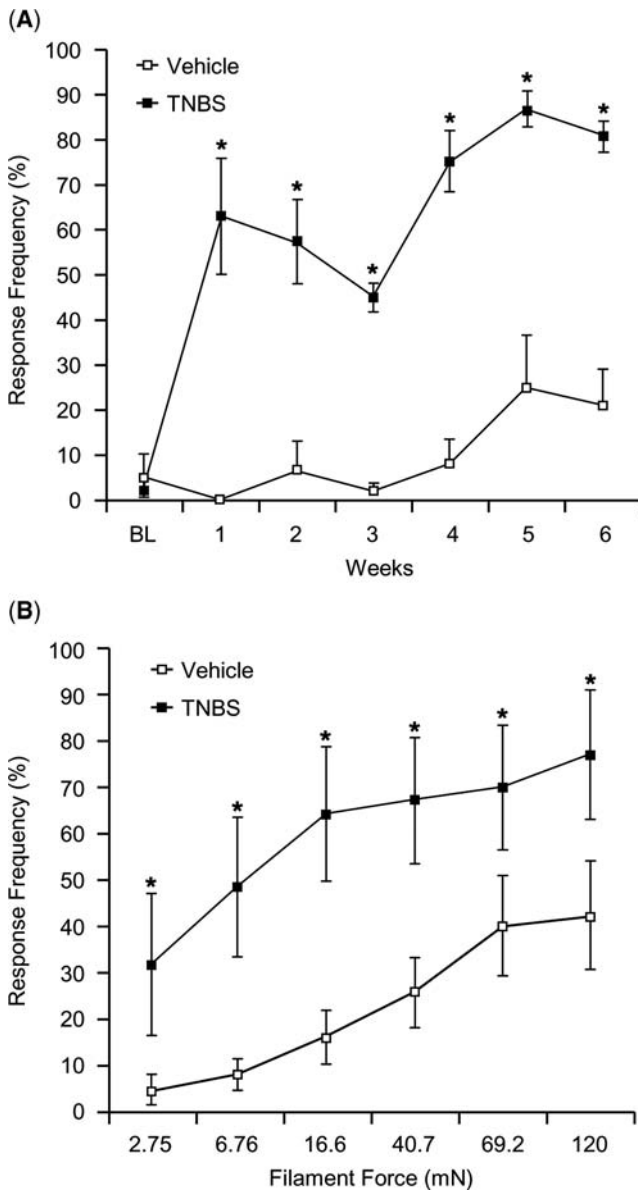 (A)
100
90
80
70
60
50
40
30
20
10
0
Response Frequency (%)
Vehicle
TNBS
* * * * * *
BL 1 2 3 4 5 6
Weeks
(B)
100
90
80
70
60
50
40
30
20
10
0
Response Frequency (%)
Vehicle
TNBS
* * * * * *
2.75 6.76 16.6 40.7 69.2 120
Filament Force (mN)